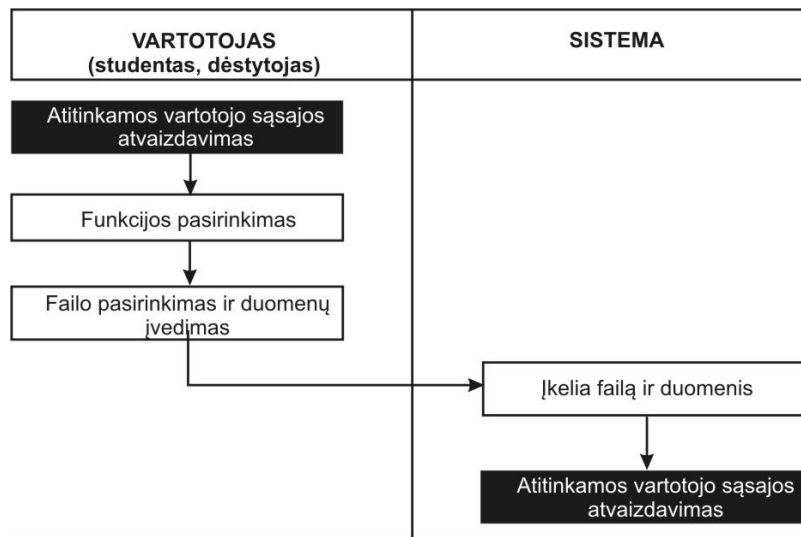 VARTOTOJAS
(studentas, dėstytojas)
SISTEMA
Atitinkamos vartotojo sąsajos
atvaizdavimas
Funkcijos pasirinkimas
Failo pasirinkimas ir duomenų
įvedimas
Įkelia failą ir duomenis
Atitinkamos vartotojo sąsajos
atvaizdavimas